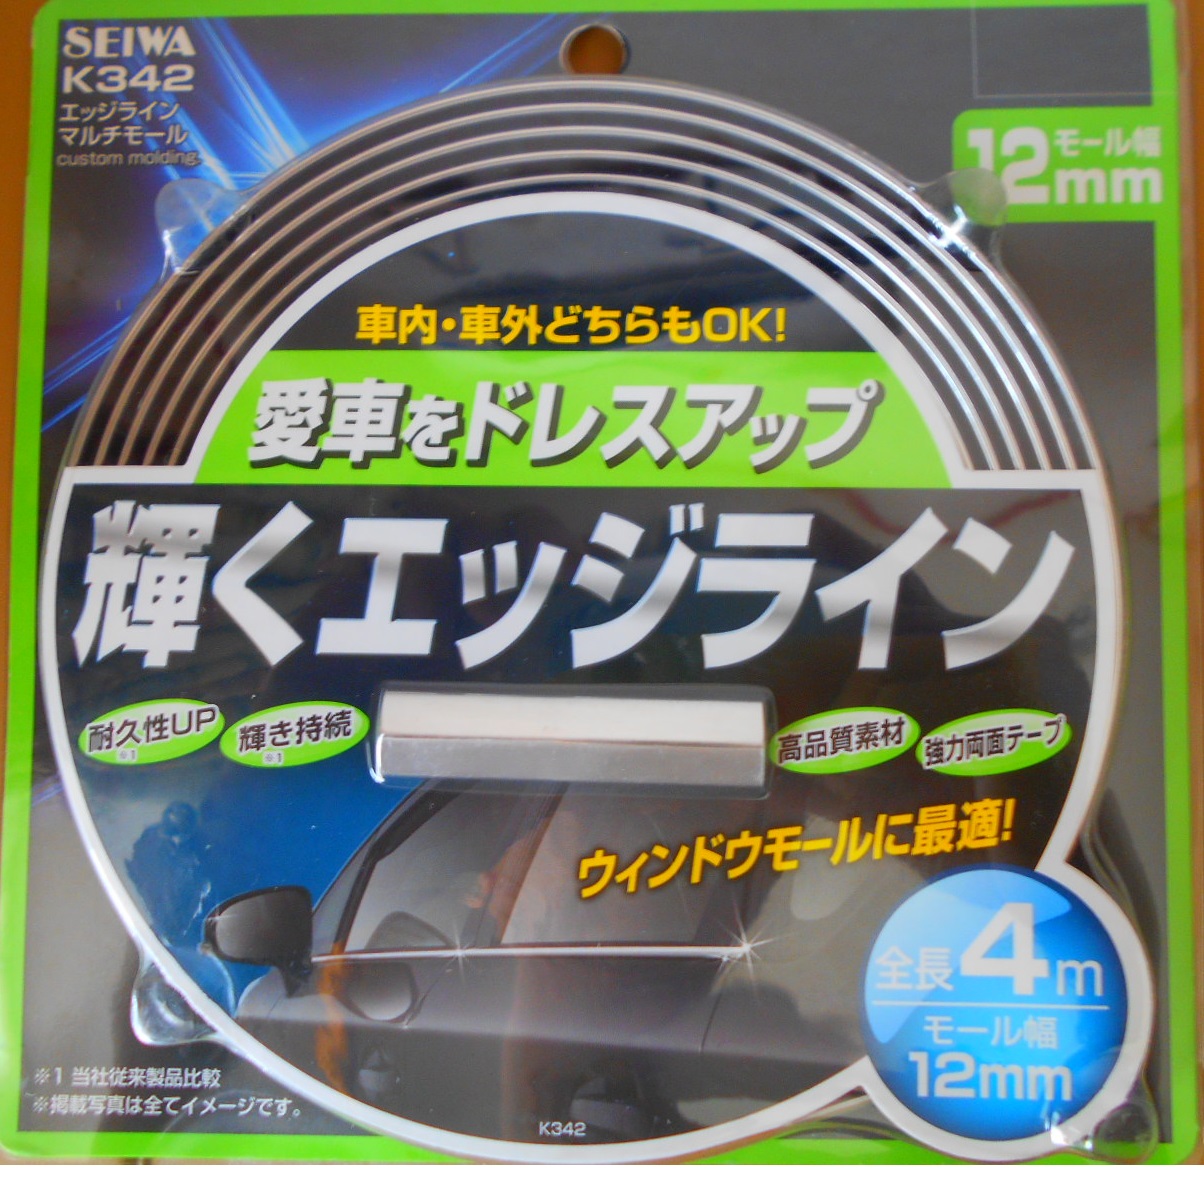 SEIWA
K342
エッジライン
マルチモール
custom molding.
モール幅
12mm
車内・車外どちらもOK!
愛車をドレスアップ
輝くエッジライン
耐久性UP
※1
輝き持続
※1
高品質素材
強力両面テープ
ウィンドウモールに最適!
全長4m
モール幅
12mm
※1 当社従来製品比較
※掲載写真は全てイメージです。
K342